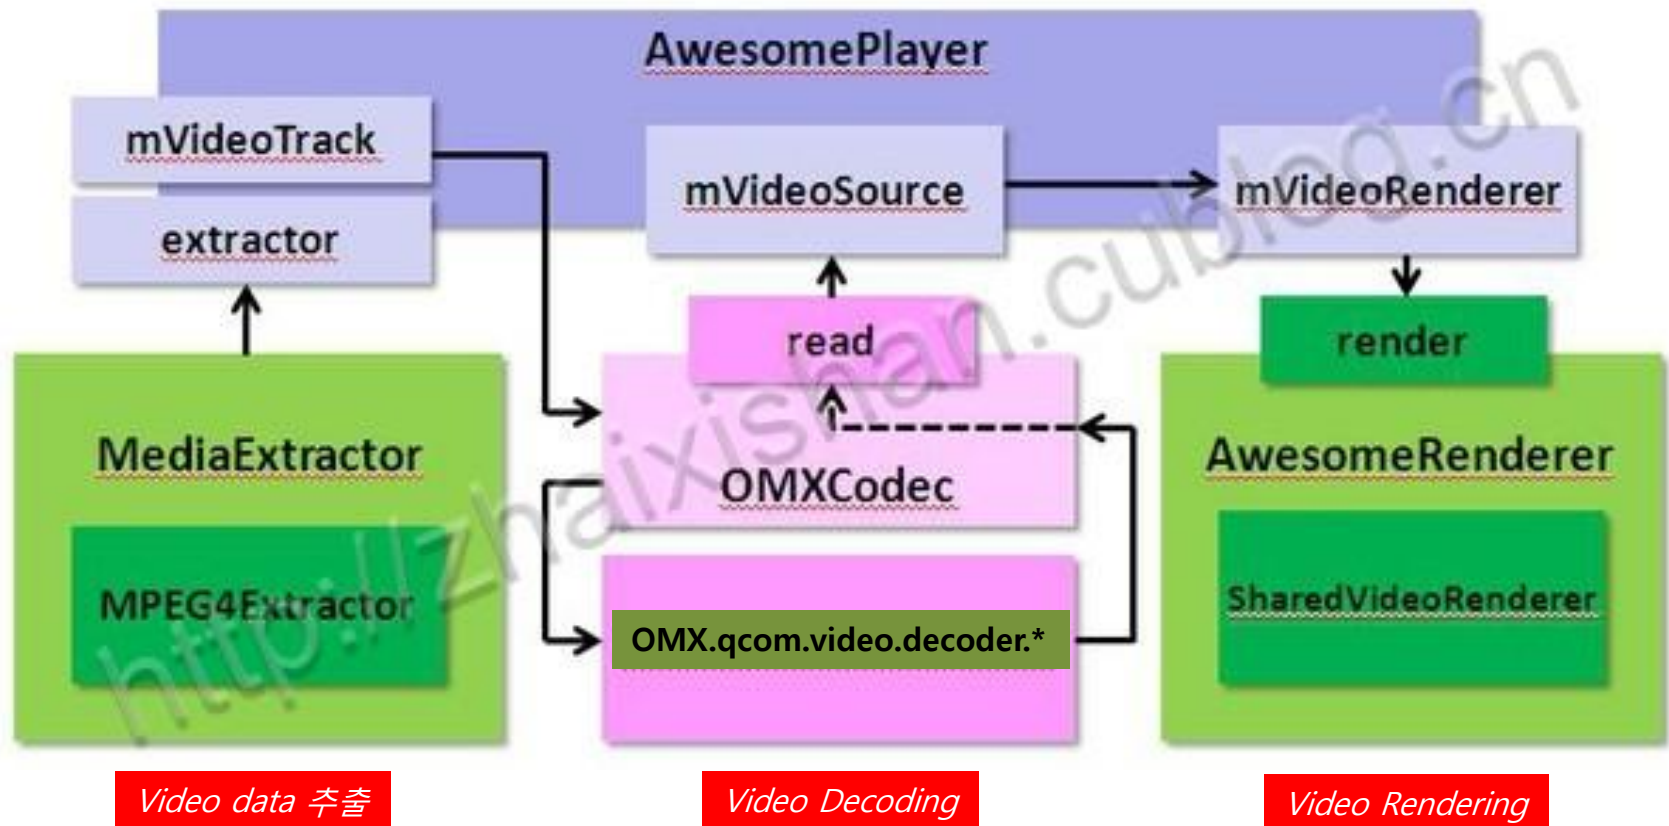 AwesomePlayer
mVideoTrack
extractor
mVideoSource
mVideoRenderer
read
render
MediaExtractor
MPEG4Extractor
OMXCodec
OMX.qcom.video.decoder.*
AwesomeRenderer
SharedVideoRenderer
http://zhaixishan.cublog.cn
Video data 추출
Video Decoding
Video Rendering